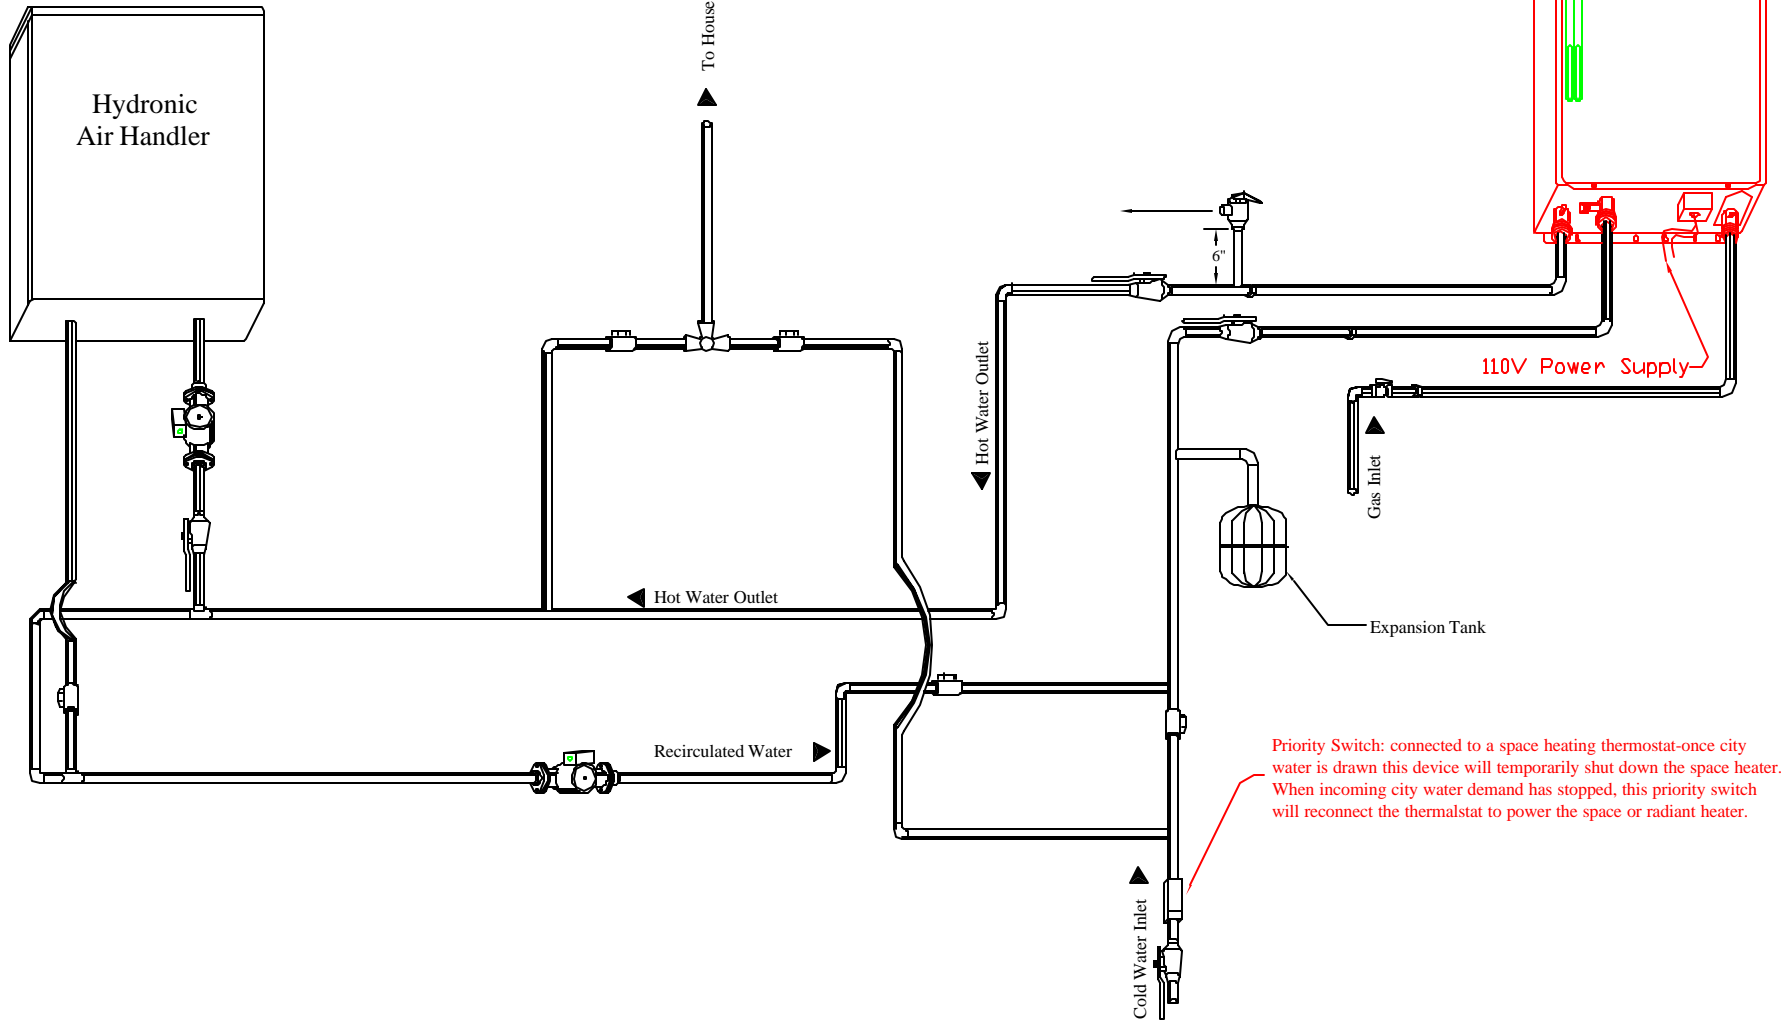 To House
Hydronic
Air Handler
6"
110V Power Supply
Hot Water Outlet
Gas Inlet
Hot Water Outlet
Expansion Tank
Recirculated Water
Priority Switch: connected to a space heating thermostat-once city
water is drawn this device will temporarily shut down the space heater.
When incoming city water demand has stopped, this priority switch
will reconnect the thermalstat to power the space or radiant heater.
Cold Water Inlet